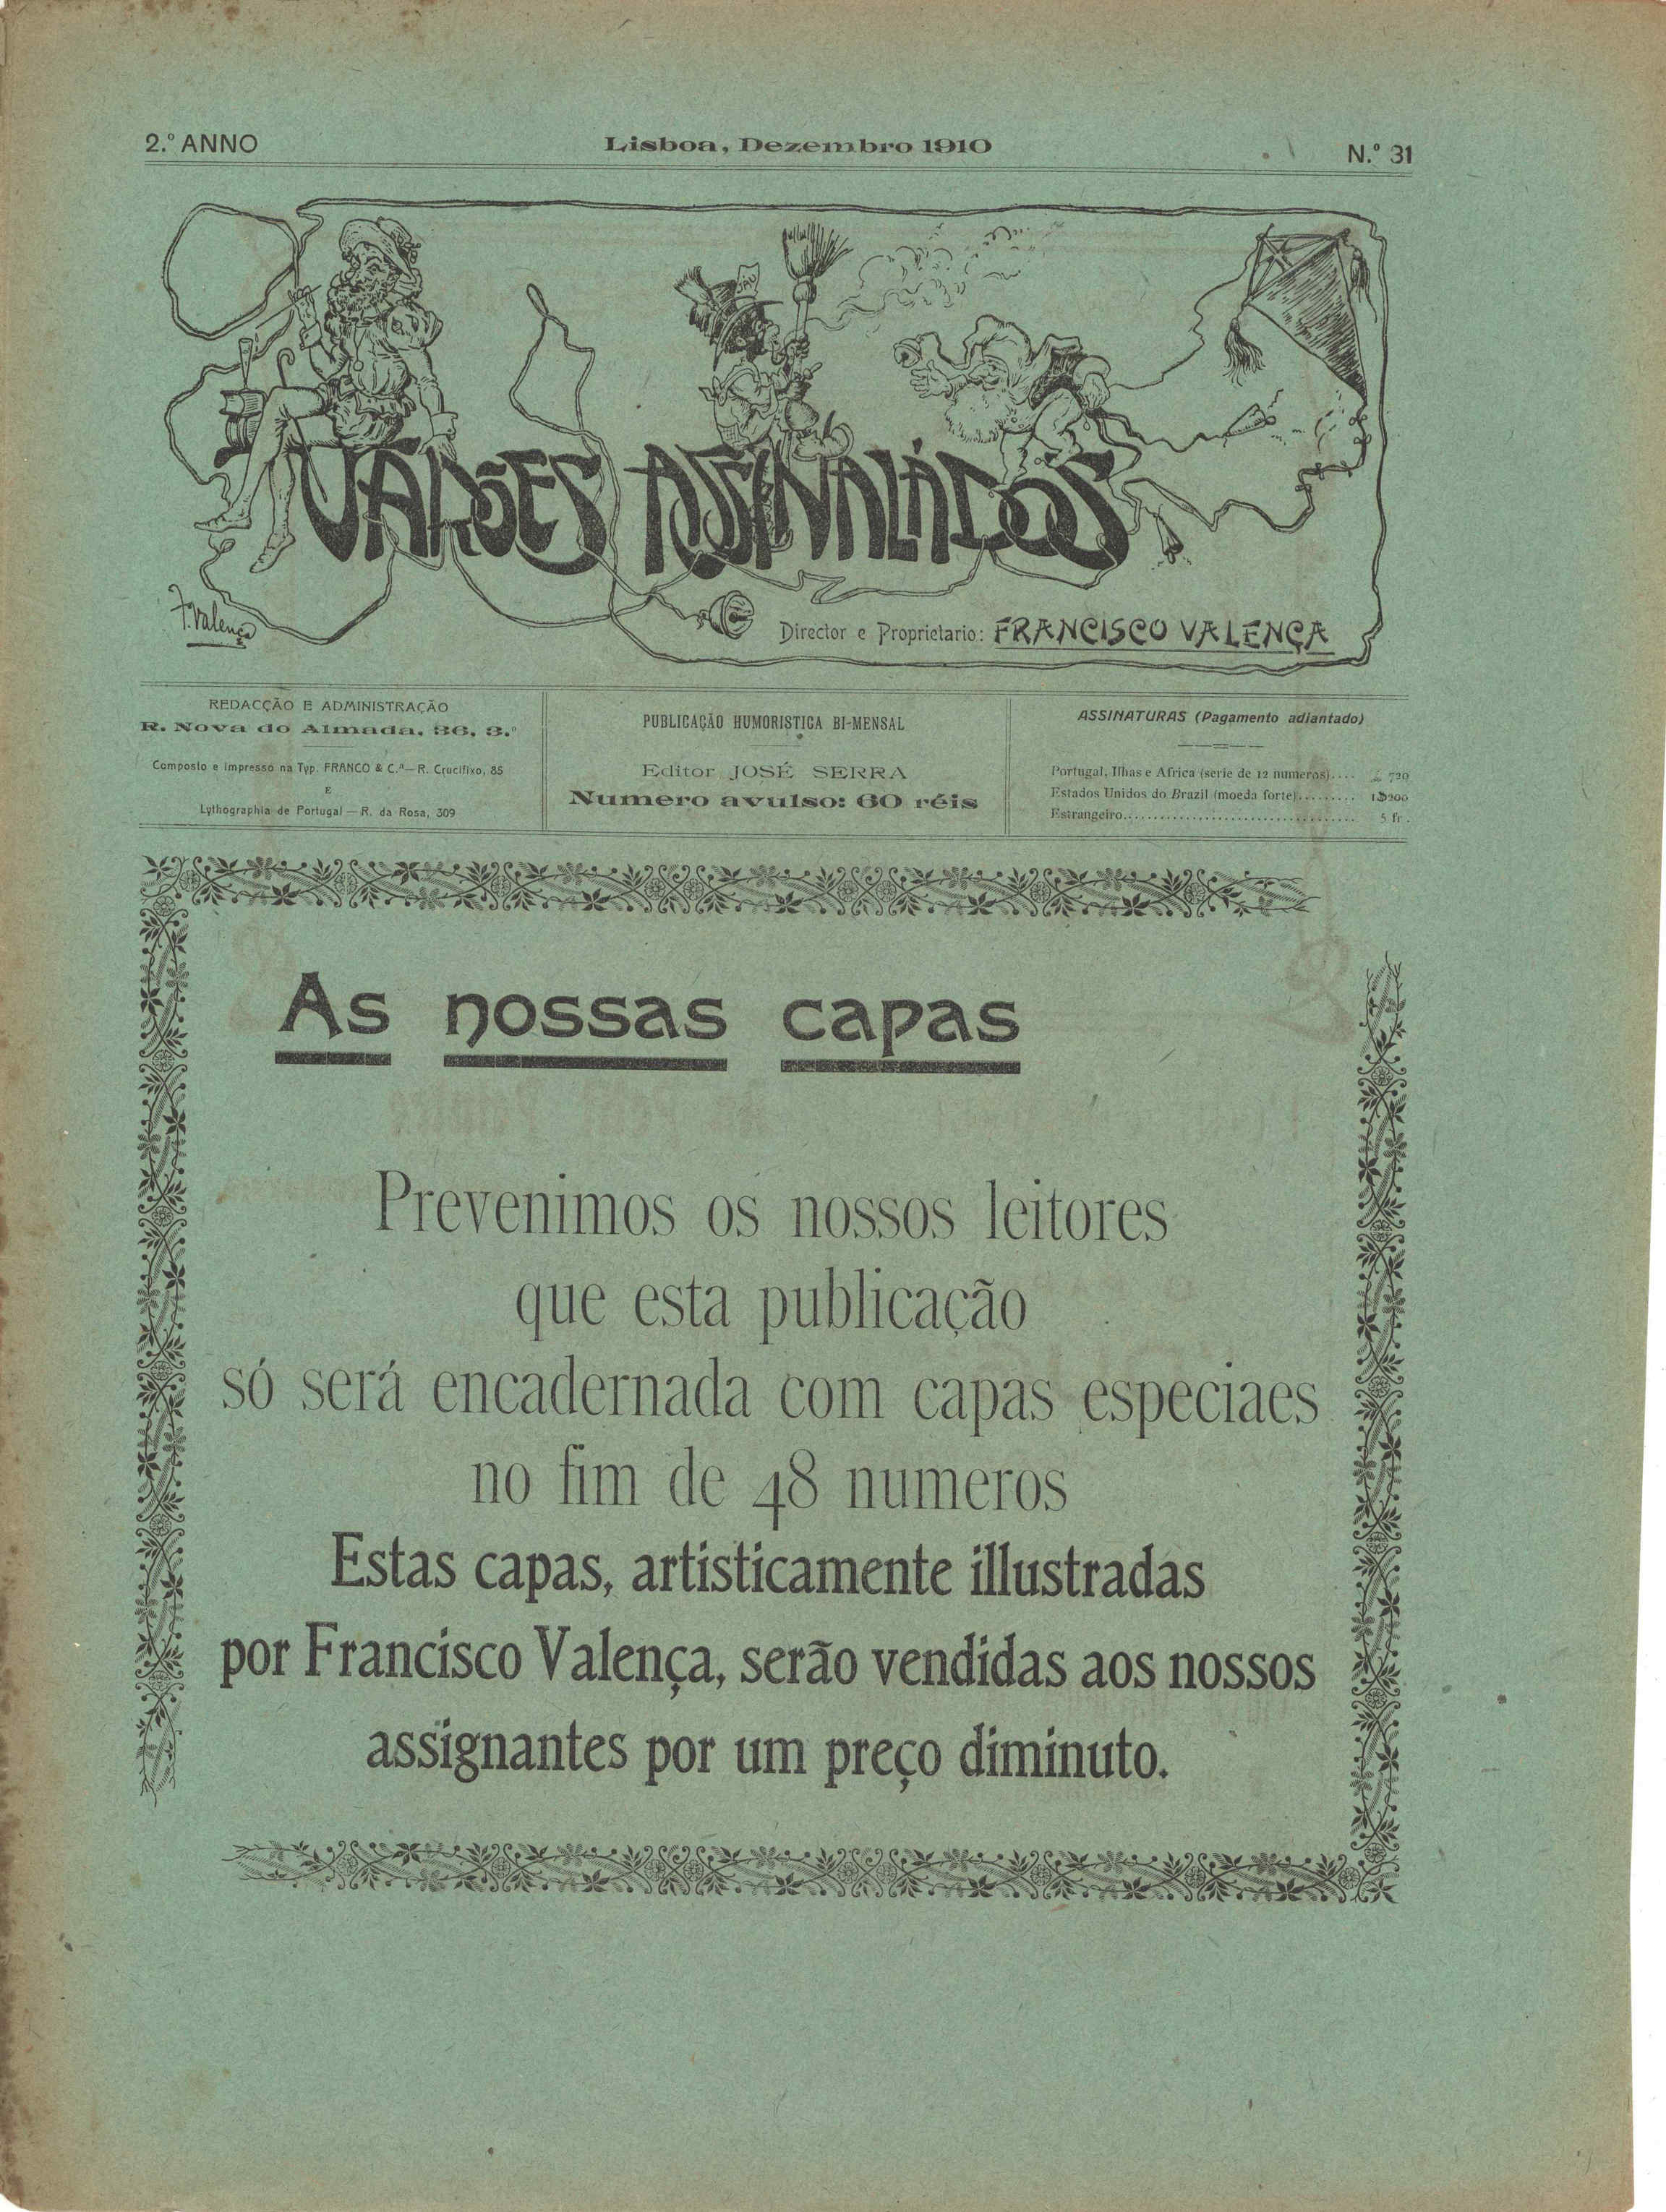 2.º ANNO
Lisboa, Dezembro 1910
N.º 31
VARÕES ASSINALÁDOS
F. Valença
Director e Proprietario: FRANCISCO VALENÇA
REDACÇÃO E ADMINISTRAÇÃO
R. Nova do Almada, 36, 3.º
Composto e impresso na Typ. FRANCO & C.ª — R. Crucifixo, 85
E
Lythographia de Portugal — R. da Rosa, 309
PUBLICAÇÃO HUMORISTICA BI-MENSAL
Editor JOSÉ SERRA
Numero avulso: 60 réis
ASSINATURAS (Pagamento adiantado)
Portugal, Ilhas e Africa (serie de 12 numeros).... 720
Estados Unidos do Brazil (moeda forte)......... 1$200
Estrangeiro.................................. 5 fr.
As nossas capas
Prevenimos os nossos leitores
que esta publicação
só será encadernada com capas especiaes
no fim de 48 numeros
Estas capas, artisticamente illustradas
por Francisco Valença, serão vendidas aos nossos
assignantes por um preço diminuto.